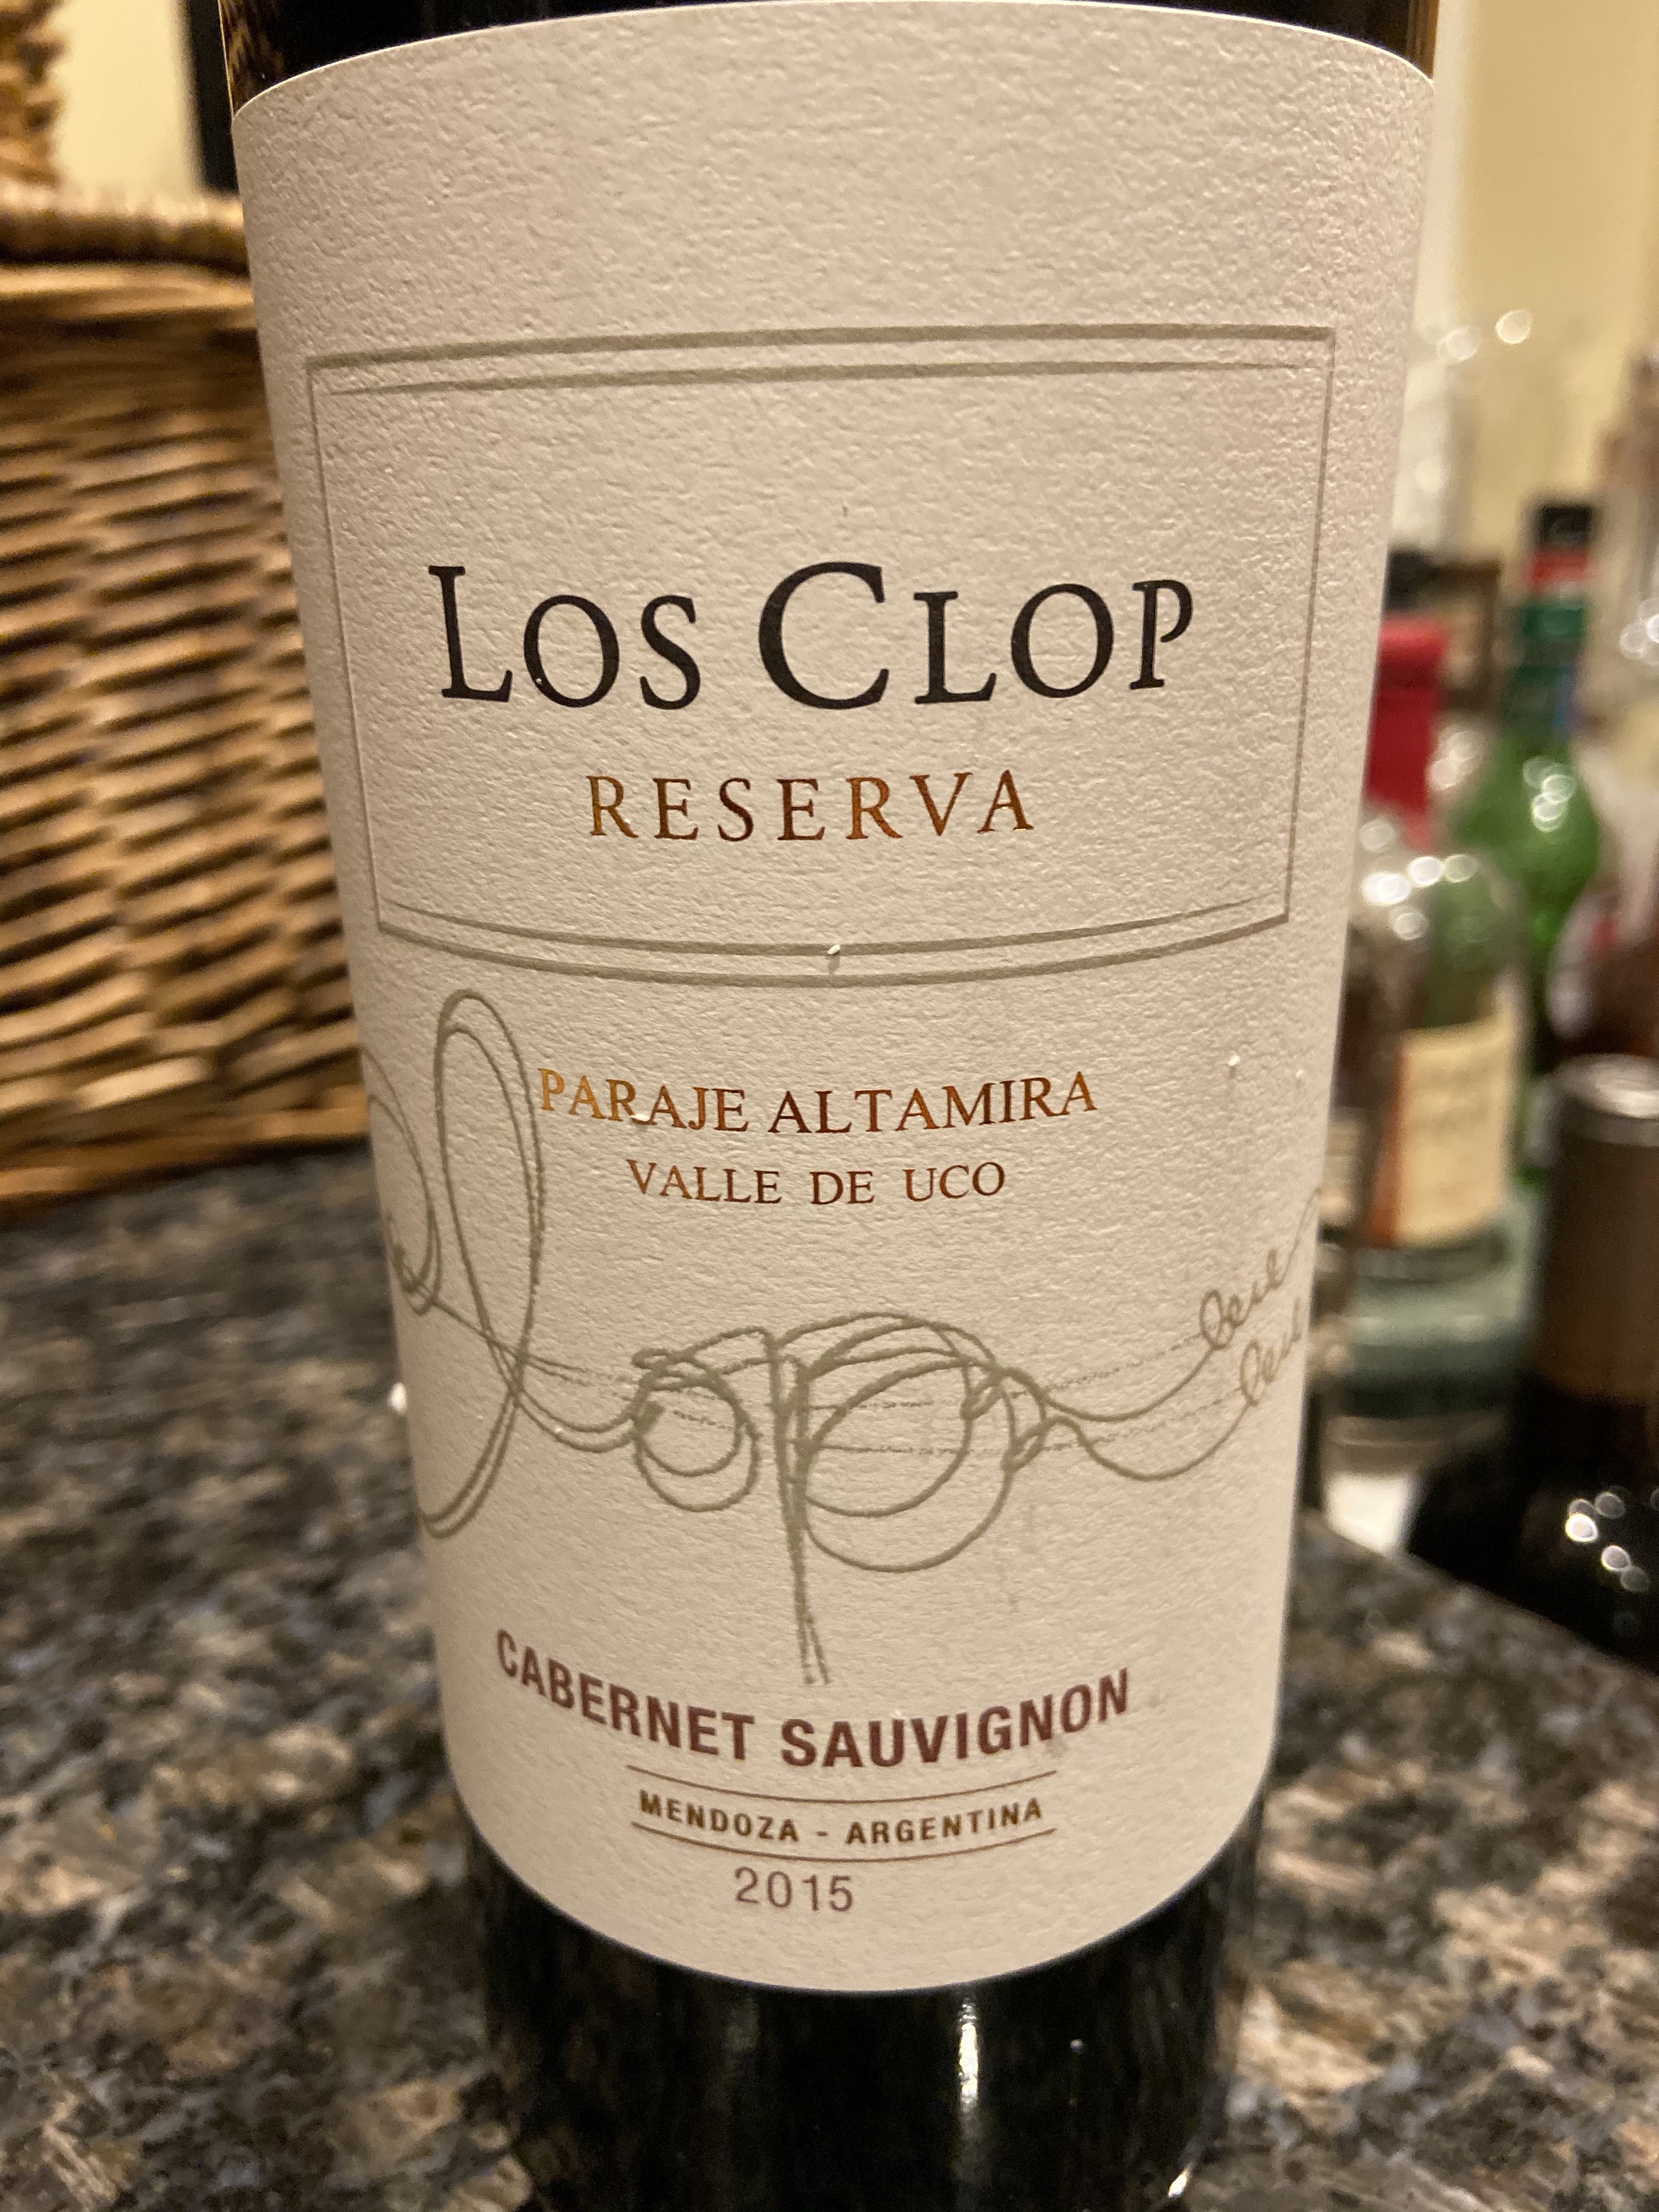 LOS CLOP
RESERVA
PARAJE ALTAMIRA
VALLE DE UCO
CABERNET SAUVIGNON
MENDOZA - ARGENTINA
2015